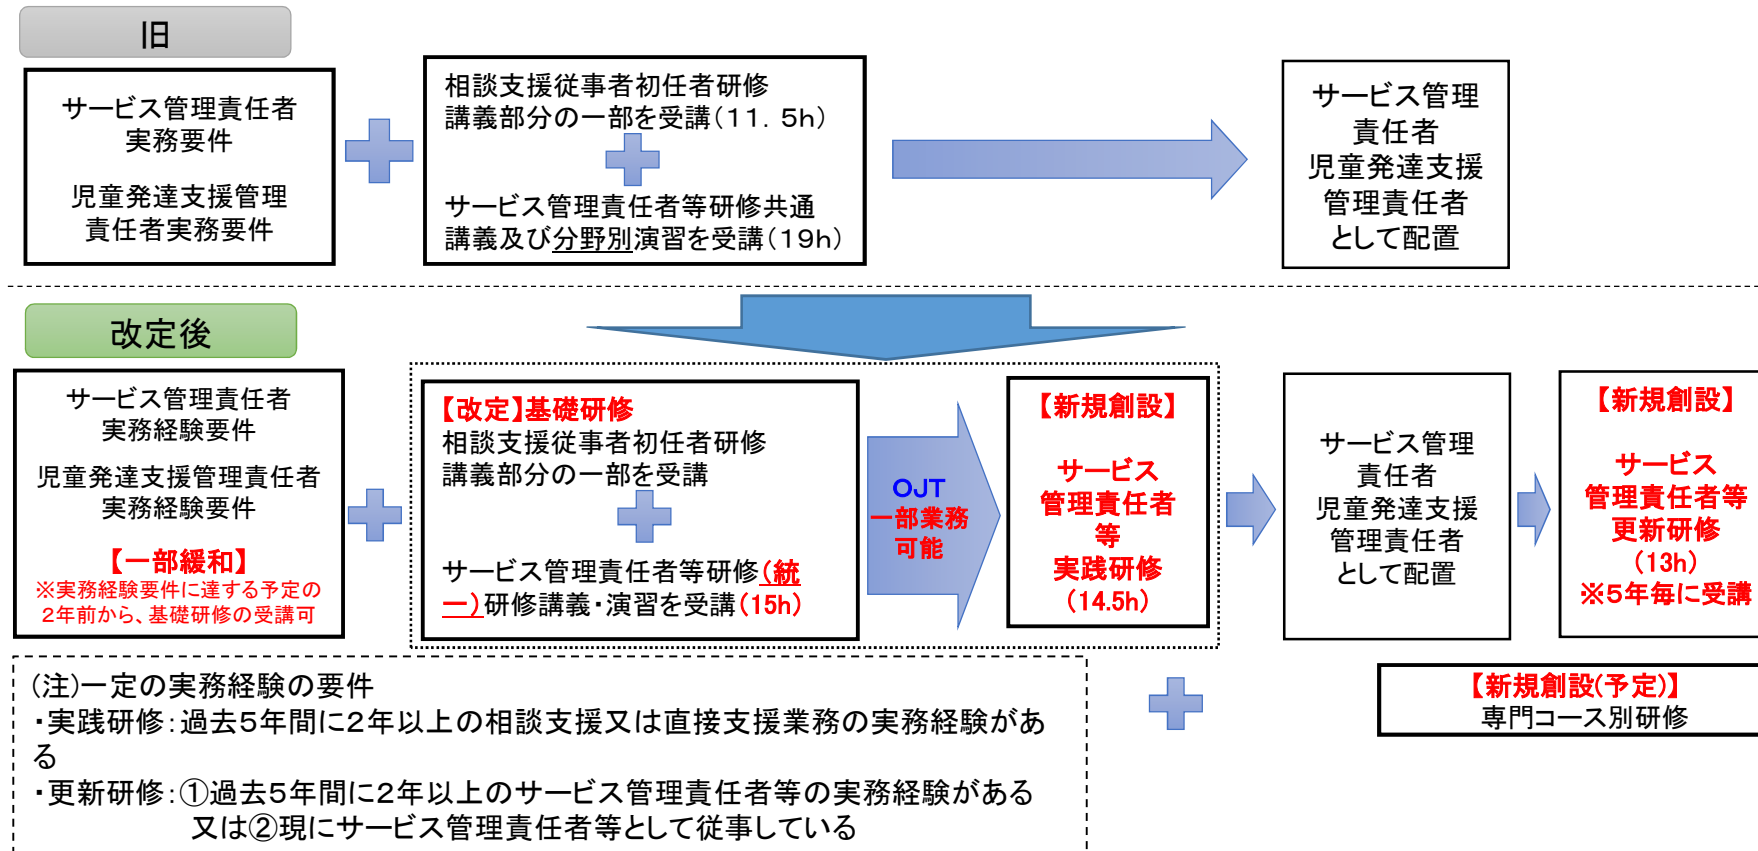 旧
サービス管理責任者
実務要件
児童発達支援管理
責任者実務要件
相談支援従事者初任者研修
講義部分の一部を受講(11.5h)
サービス管理責任者等研修共通
講義及び分野別演習を受講(19h)
サービス管理
責任者
児童発達支援
管理責任者
として配置
改定後
サービス管理責任者
実務経験要件
児童発達支援管理責任者
実務経験要件
【一部緩和】
※実務経験要件に達する予定の
2年前から、基礎研修の受講可
【改定】基礎研修
相談支援従事者初任者研修
講義部分の一部を受講
サービス管理責任者等研修(統
一)研修講義・演習を受講(15h)
OJT
一部業務
可能
【新規創設】
サービス
管理責任者
等
実践研修
(14.5h)
サービス管理
責任者
児童発達支援
管理責任者
として配置
【新規創設】
サービス
管理責任者等
更新研修
(13h)
※5年毎に受講
(注)一定の実務経験の要件
・実践研修:過去5年間に2年以上の相談支援又は直接支援業務の実務経験があ
る
・更新研修:①過去5年間に2年以上のサービス管理責任者等の実務経験がある
又は②現にサービス管理責任者等として従事している
【新規創設(予定)】
専門コース別研修